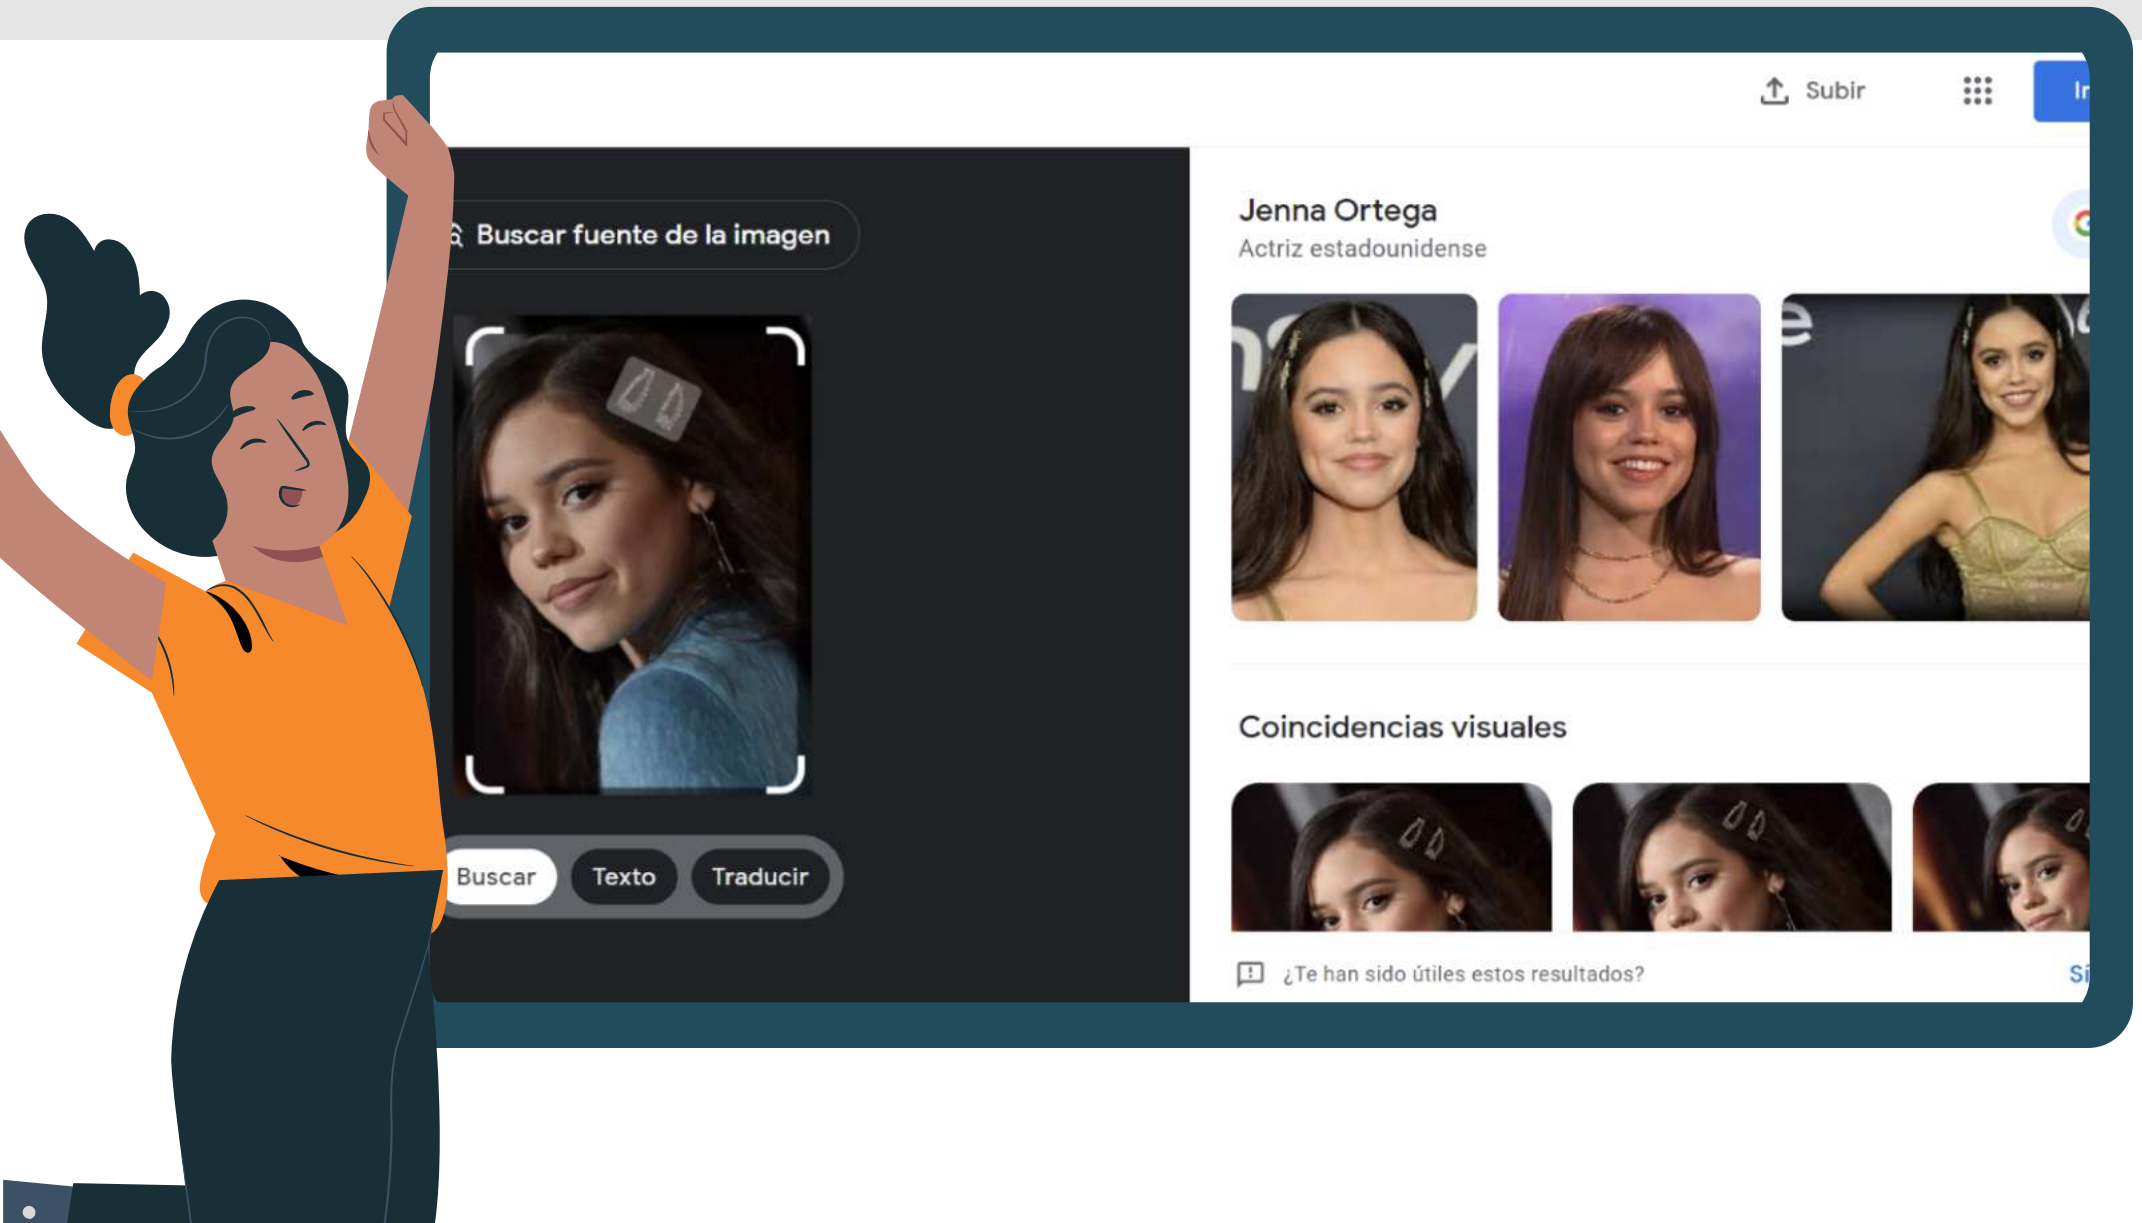 Subir
Buscar fuente de la imagen
Jenna Ortega
Actriz estadounidense
Coincidencias visuales
Buscar
Texto
Traducir
¿Te han sido útiles estos resultados?